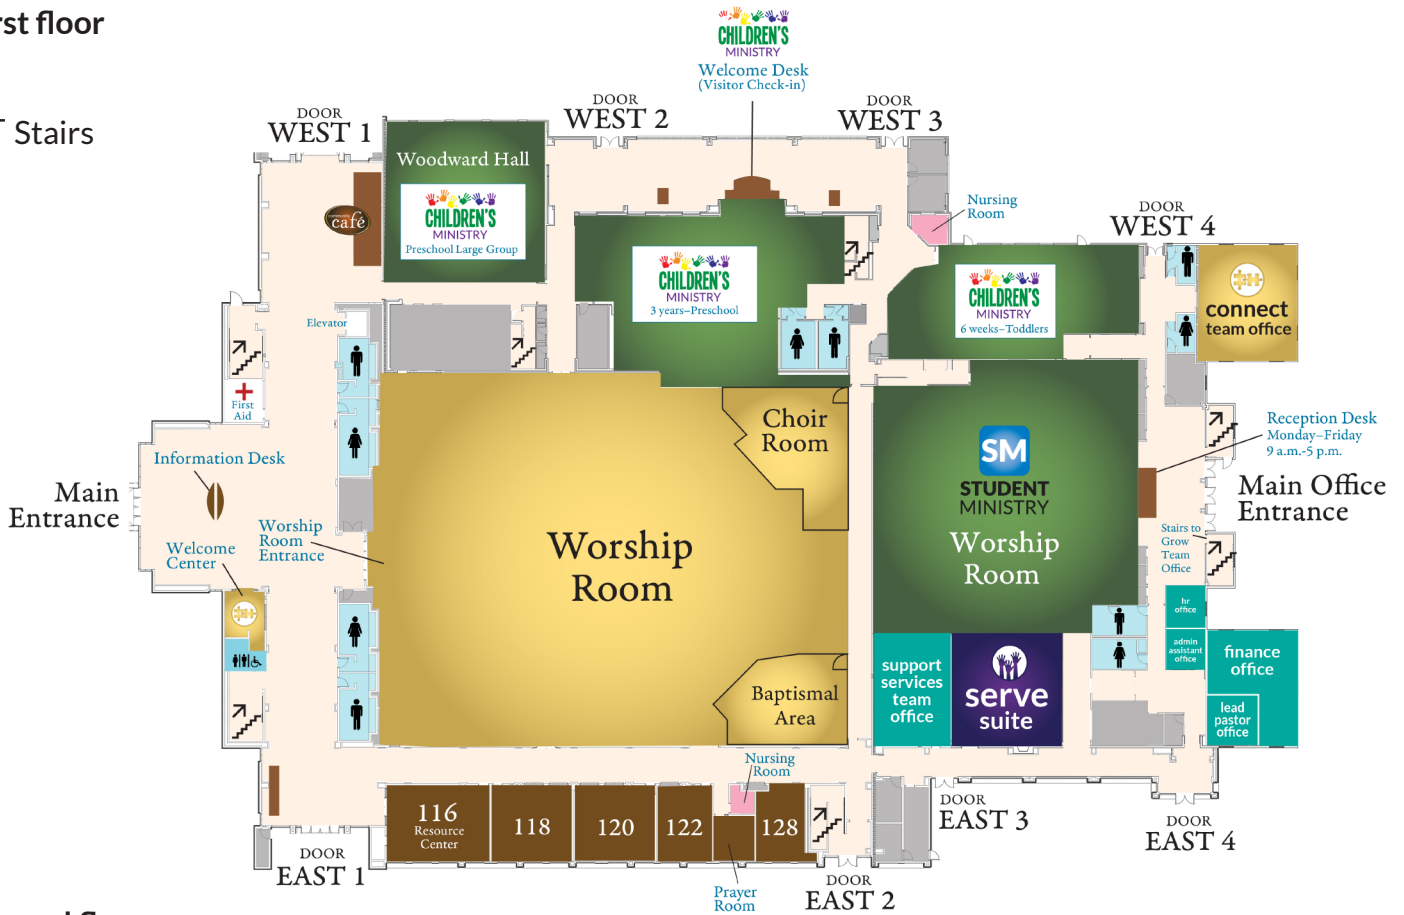 rst floor
Stairs
CHILDREN'S
MINISTRY
Welcome Desk
(Visitor Check-in)
DOOR
WEST 1
DOOR
WEST 2
DOOR
WEST 3
Woodward Hall
CHILDREN'S
MINISTRY
Preschool Large Group
café
Nursing
Room
DOOR
WEST 4
CHILDREN'S
MINISTRY
3 years–Preschool
CHILDREN'S
MINISTRY
6 weeks–Toddlers
connect
team office
Elevator
First
Aid
Choir
Room
Information Desk
Main
Entrance
Worship
Room
Entrance
Welcome
Center
Worship
Room
SM
STUDENT
MINISTRY
Worship
Room
Reception Desk
Monday–Friday
9 a.m.-5 p.m.
Main Office
Entrance
Stairs to
Grow
Team
Office
hr
office
admin
assistant
office
finance
office
lead
pastor
office
support
services
team
office
serve
suite
Baptismal
Area
Nursing
Room
116
Resource
Center
118
120
122
128
Prayer
Room
DOOR
EAST 1
DOOR
EAST 2
DOOR
EAST 3
DOOR
EAST 4